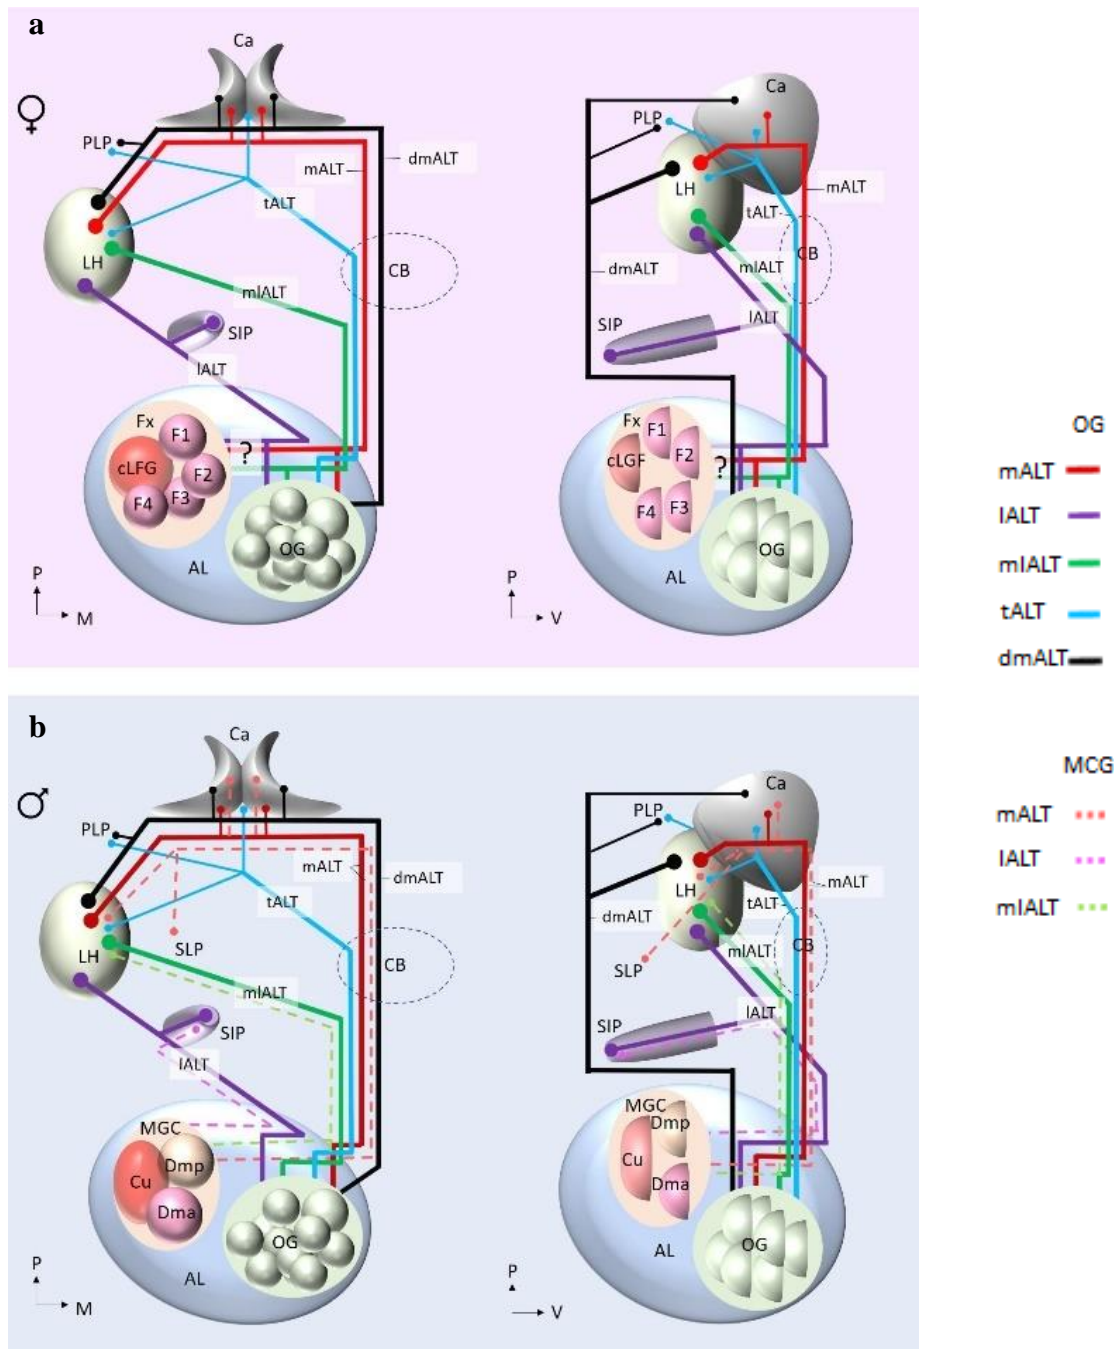 a
♀
Ca
PLP
mALT
dmALT
tALT
LH
CB
mlALT
SIP
lALT
Fx
F1
?
cLFG
F2
F3
F4
OG
AL
P
M
Ca
PLP
LH
mALT
tALT
CB
mlALT
dmALT
SIP
lALT
Fx
F1
cLGF
F2
?
F4
F3
OG
AL
P
V
OG
mALT
lALT
mlALT
tALT
dmALT
b
♂
Ca
PLP
mALT
dmALT
tALT
SLP
LH
CB
mlALT
SIP
lALT
MGC
Dmp
Cu
Dma
OG
AL
P
M
Ca
PLP
LH
mALT
tALT
dmALT
CB
mlALT
SLP
SIP
lALT
MGC
Dmp
Cu
Dma
OG
AL
P
V
MCG
mALT
lALT
mlALT